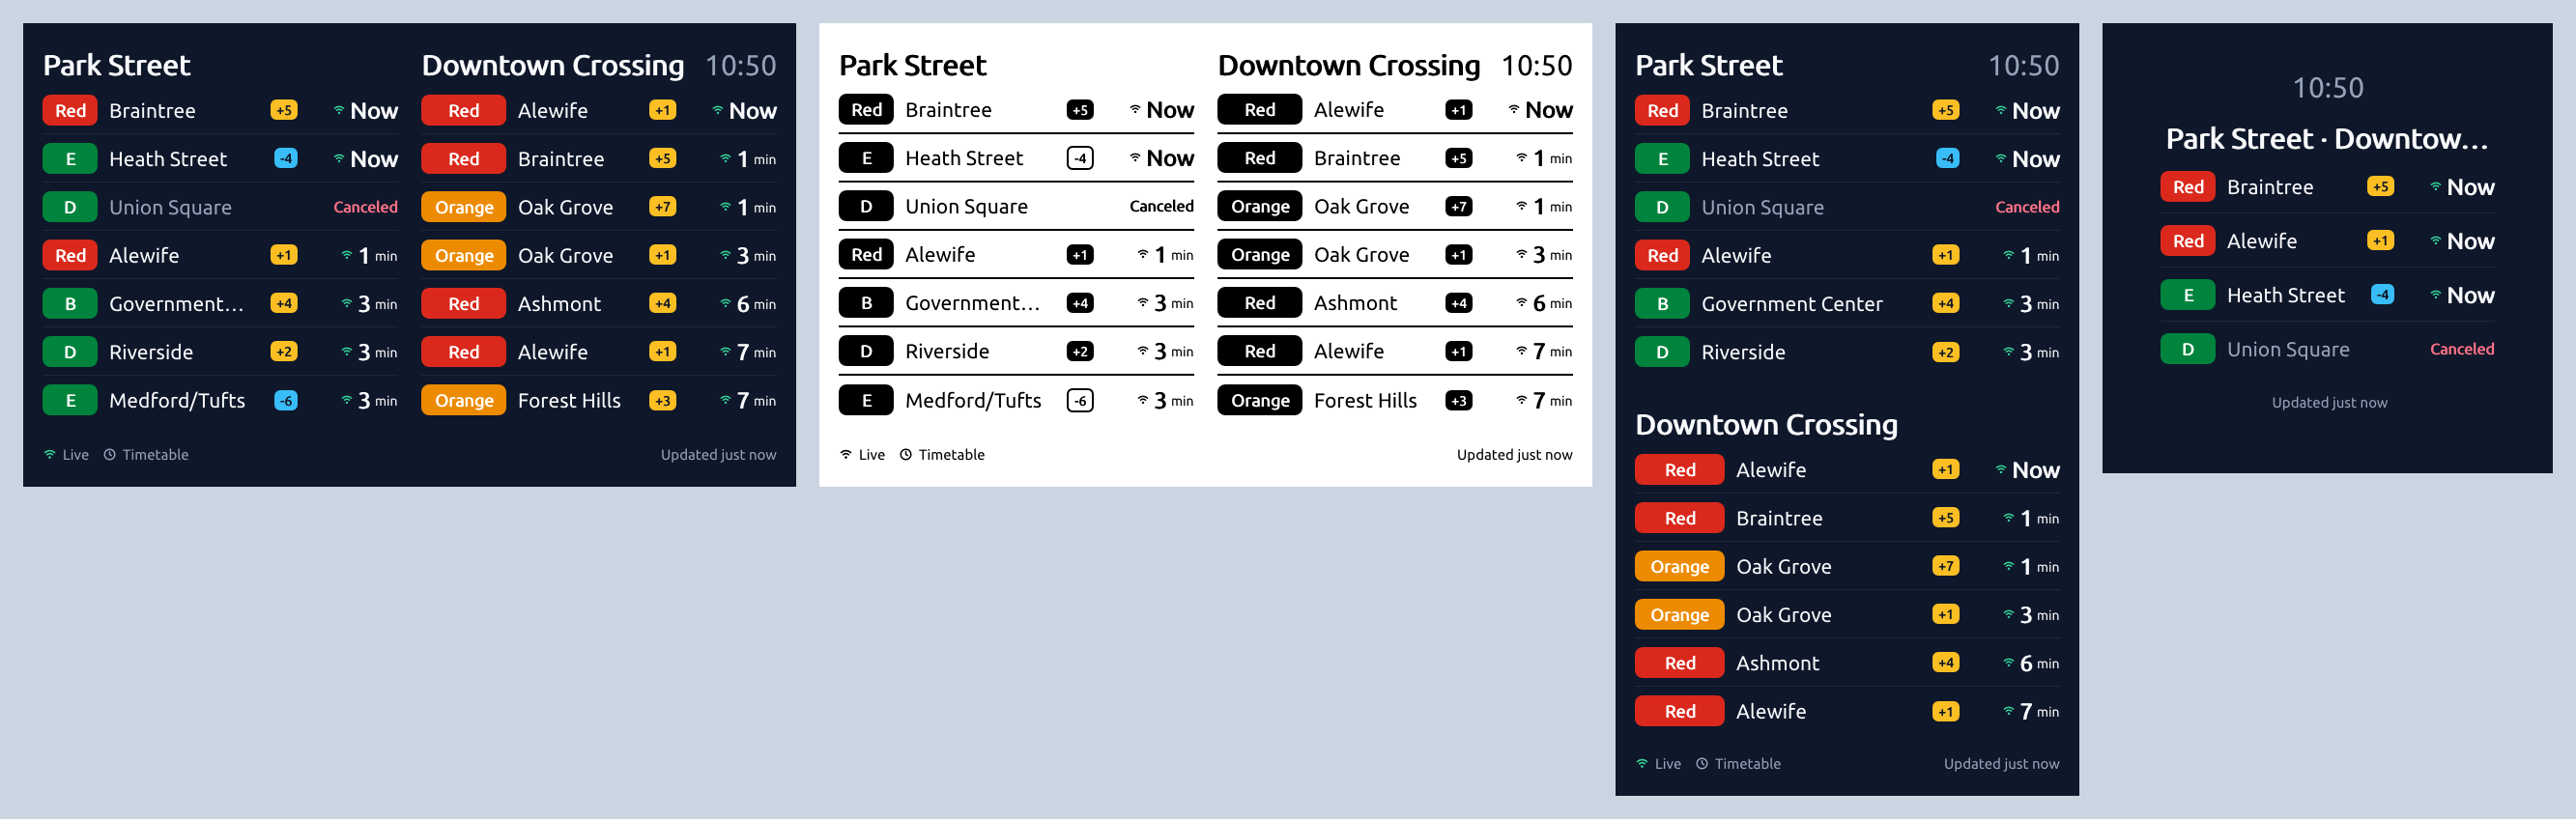 Park Street
Red Braintree +5 Now
E Heath Street -4 Now
D Union Square Canceled
Red Alewife +1 1 min
B Government… +4 3 min
D Riverside +2 3 min
E Medford/Tufts -6 3 min
Downtown Crossing 10:50
Red Alewife +1 Now
Red Braintree +5 1 min
Orange Oak Grove +7 1 min
Orange Oak Grove +1 3 min
Red Ashmont +4 6 min
Red Alewife +1 7 min
Orange Forest Hills +3 7 min
Live Timetable Updated just now
Park Street
Red Braintree +5 Now
E Heath Street -4 Now
D Union Square Canceled
Red Alewife +1 1 min
B Government… +4 3 min
D Riverside +2 3 min
E Medford/Tufts -6 3 min
Downtown Crossing 10:50
Red Alewife +1 Now
Red Braintree +5 1 min
Orange Oak Grove +7 1 min
Orange Oak Grove +1 3 min
Red Ashmont +4 6 min
Red Alewife +1 7 min
Orange Forest Hills +3 7 min
Live Timetable Updated just now
Park Street 10:50
Red Braintree +5 Now
E Heath Street -4 Now
D Union Square Canceled
Red Alewife +1 1 min
B Government Center +4 3 min
D Riverside +2 3 min
Downtown Crossing
Red Alewife +1 Now
Red Braintree +5 1 min
Orange Oak Grove +7 1 min
Orange Oak Grove +1 3 min
Red Ashmont +4 6 min
Red Alewife +1 7 min
Live Timetable Updated just now
10:50
Park Street · Downtow…
Red Braintree +5 Now
Red Alewife +1 Now
E Heath Street -4 Now
D Union Square Canceled
Updated just now